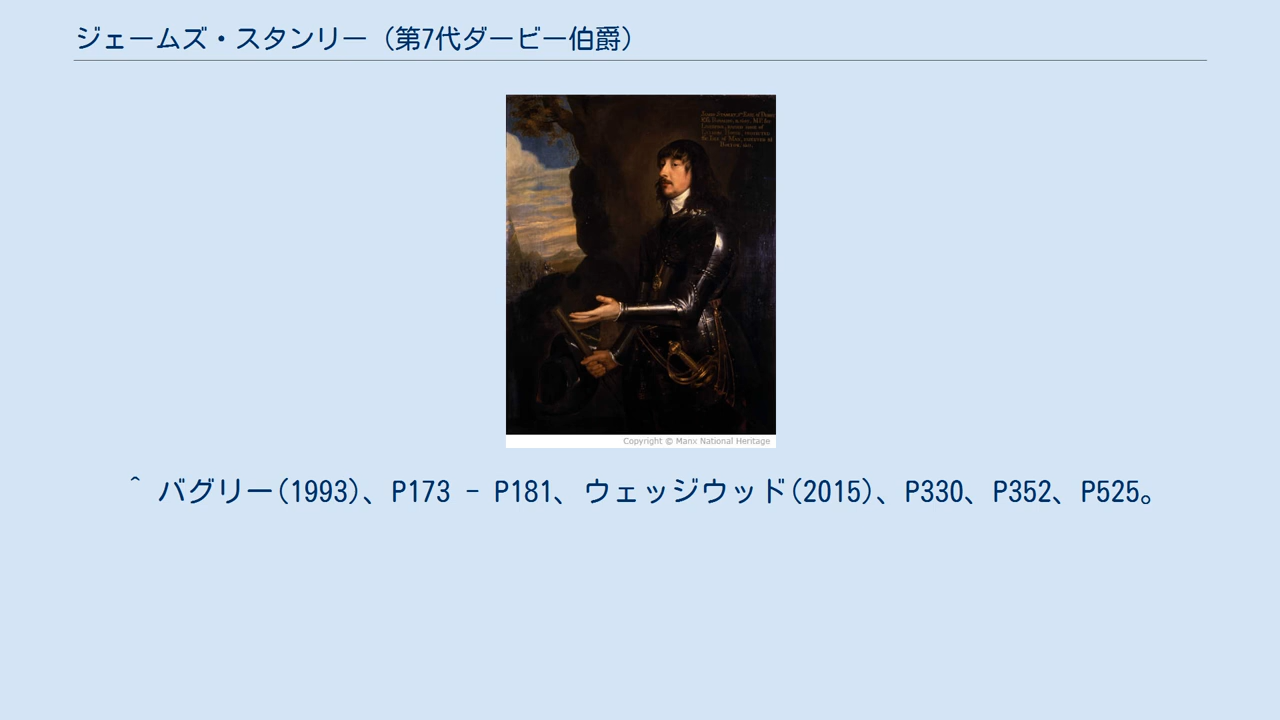 ジェームズ・スタンリー（第7代ダービー伯爵）
Copyright © Manx National Heritage
^ バグリー(1993)、P173 - P181、ウェッジウッド(2015)、P330、P352、P525。